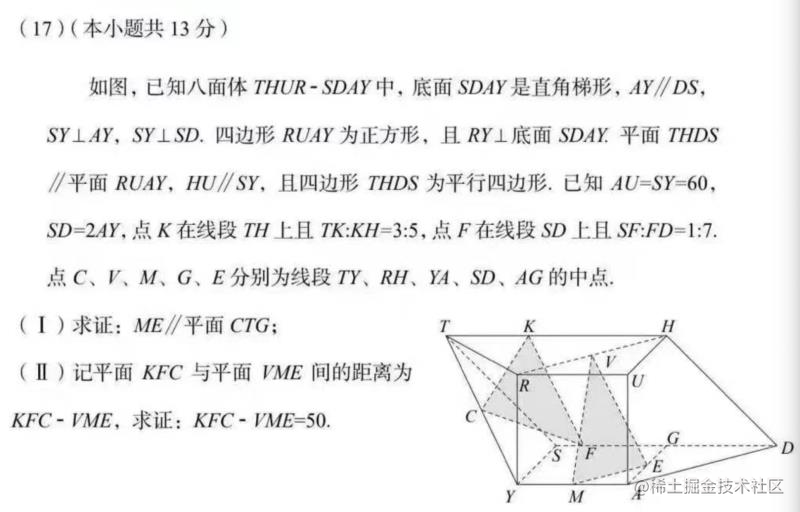 (17)(本小题共 13 分)
如图，已知八面体 THUR-SDAY 中，底面 SDAY 是直角梯形，AY∥DS，
SY⊥AY，SY⊥SD. 四边形 RUAY 为正方形，且 RY⊥底面 SDAY. 平面 THDS
∥平面 RUAY，HU∥SY，且四边形 THDS 为平行四边形. 已知 AU=SY=60，
SD=2AY，点 K 在线段 TH 上且 TK:KH=3:5，点 F 在线段 SD 上且 SF:FD=1:7.
点 C、V、M、G、E 分别为线段 TY、RH、YA、SD、AG 的中点.
(Ⅰ) 求证：ME∥平面 CTG；
(Ⅱ) 记平面 KFC 与平面 VME 间的距离为
KFC-VME，求证：KFC-VME=50.
T
K
H
V
R
U
C
S
F
G
D
E
Y
M
A
@稀土掘金技术社区